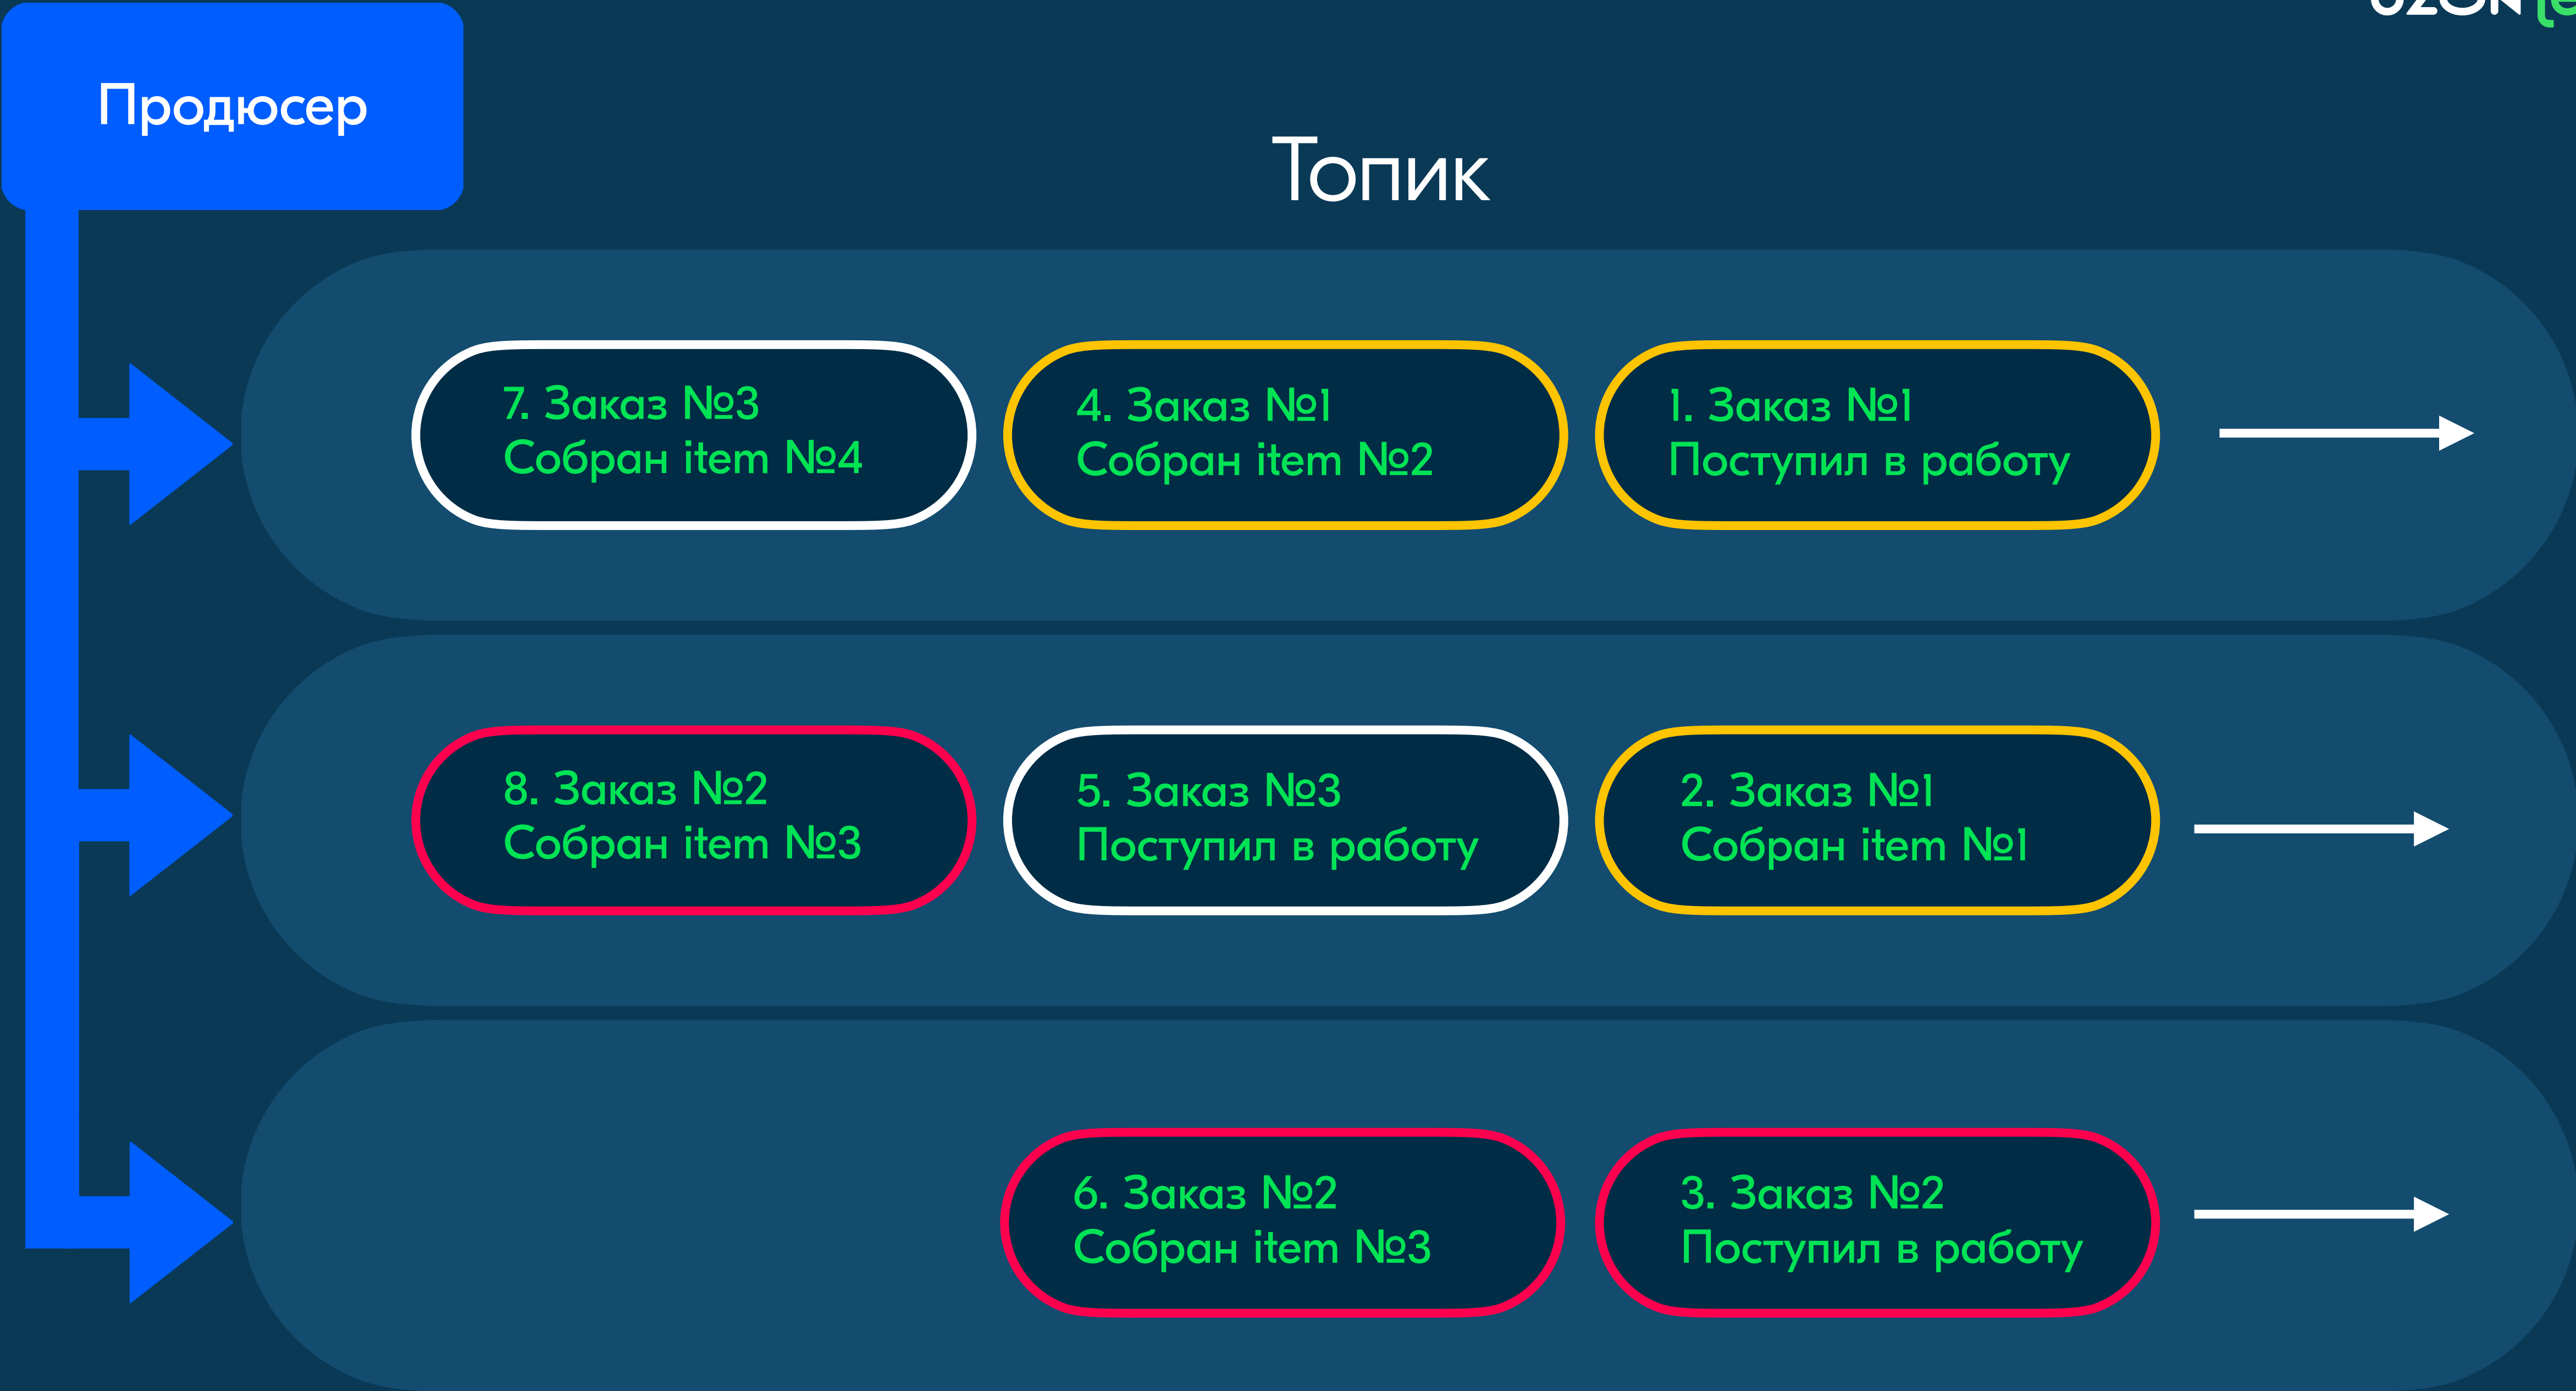 Продюсер
Топик
7. Заказ №3
Собран item №4
4. Заказ №1
Собран item №2
1. Заказ №1
Поступил в работу
8. Заказ №2
Собран item №3
5. Заказ №3
Поступил в работу
2. Заказ №1
Собран item №1
6. Заказ №2
Собран item №3
3. Заказ №2
Поступил в работу